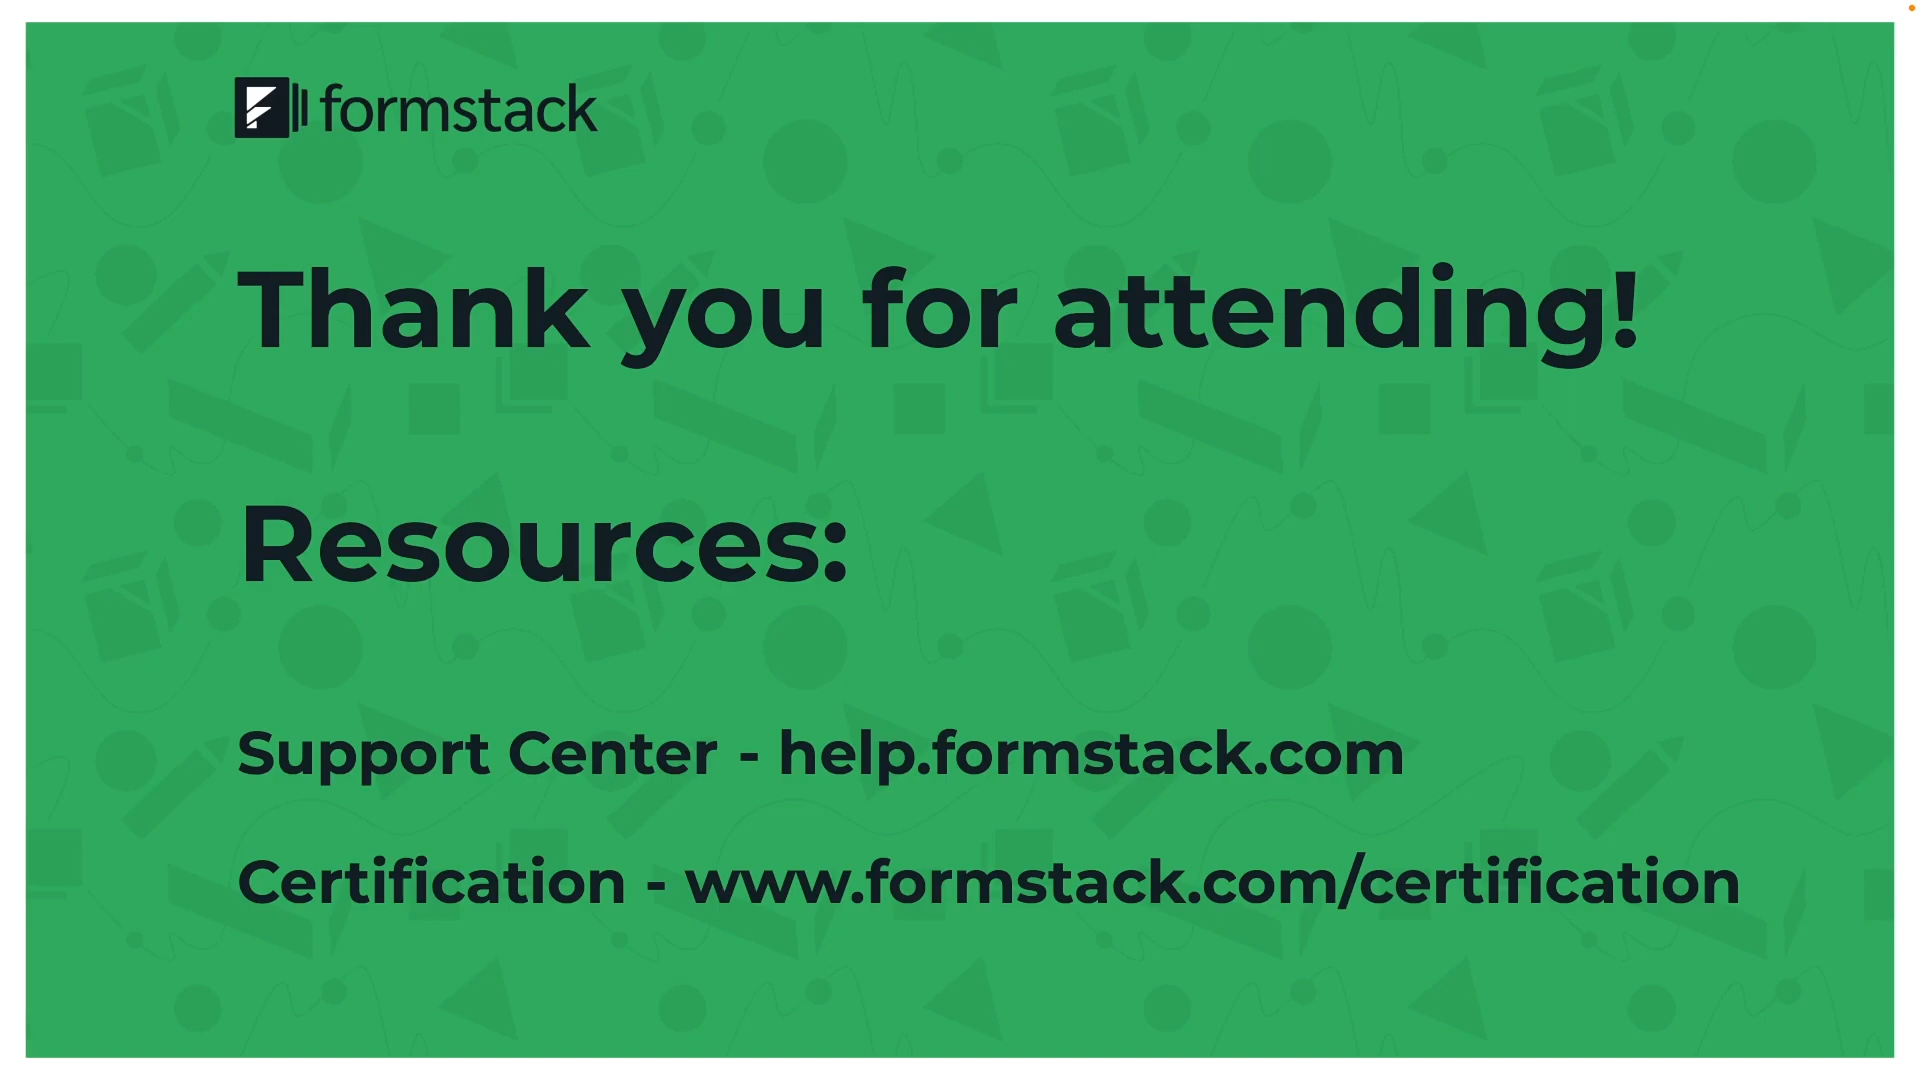 formstack
Thank you for attending!
Resources:
Support Center - help.formstack.com
Certification - www.formstack.com/certification